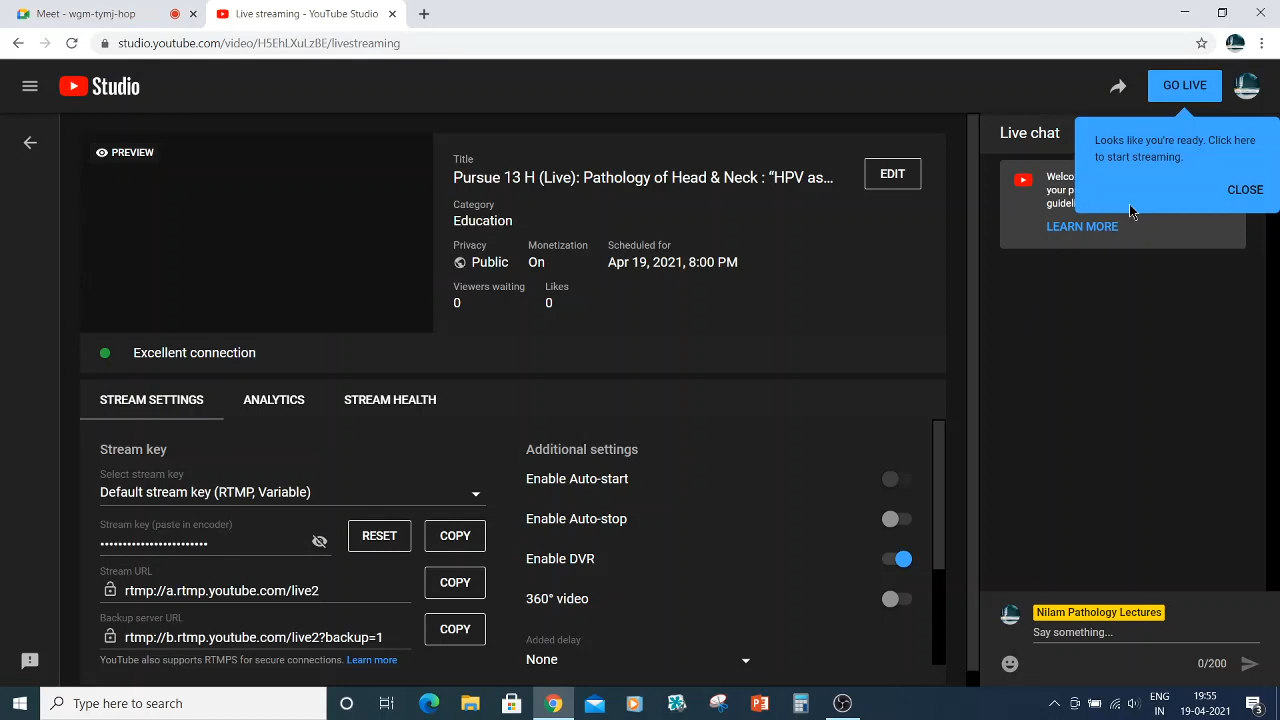 Meet - wgm-tymj-hop
Live streaming - YouTube Studio
studio.youtube.com/video/H5EhLXuLzBE/livestreaming
Studio
GO LIVE
Looks like you're ready. Click here
to start streaming.
CLOSE
PREVIEW
Title
Pursue 13 H (Live): Pathology of Head & Neck : “HPV as...
EDIT
Category
Education
Privacy
Monetization
Scheduled for
Public
On
Apr 19, 2021, 8:00 PM
Viewers waiting
Likes
0
0
Excellent connection
STREAM SETTINGS
ANALYTICS
STREAM HEALTH
Stream key
Select stream key
Default stream key (RTMP, Variable)
Stream key (paste in encoder)
••••••••••••••••••••••••
RESET
COPY
Stream URL
rtmp://a.rtmp.youtube.com/live2
COPY
Backup server URL
rtmp://b.rtmp.youtube.com/live2?backup=1
COPY
YouTube also supports RTMPS for secure connections. Learn more
Additional settings
Enable Auto-start
Enable Auto-stop
Enable DVR
360° video
Added delay
None
Live chat
Welco
your p
guideli
LEARN MORE
Nilam Pathology Lectures
Say something...
0/200
Type here to search
ENG
IN
19:55
19-04-2021
3